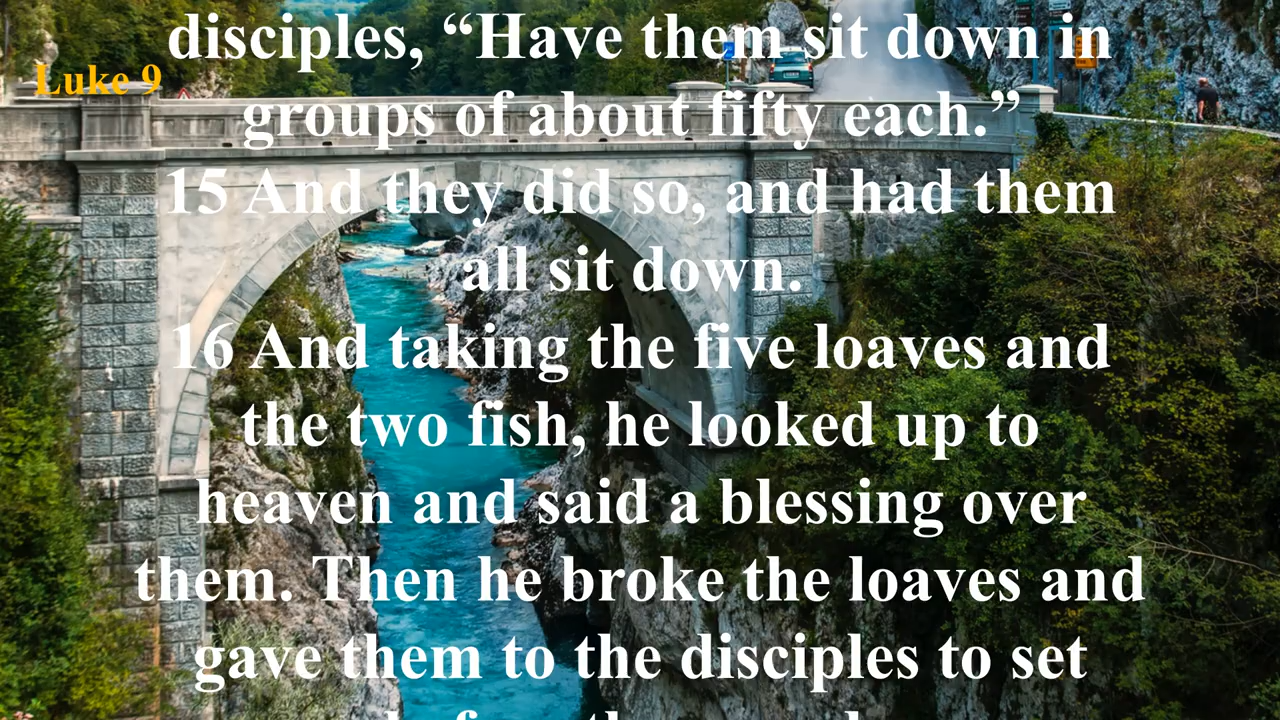 disciples, “Have them sit down in
Luke 9
groups of about fifty each.”
15 And they did so, and had them
all sit down.
16 And taking the five loaves and
the two fish, he looked up to
heaven and said a blessing over
them. Then he broke the loaves and
gave them to the disciples to set